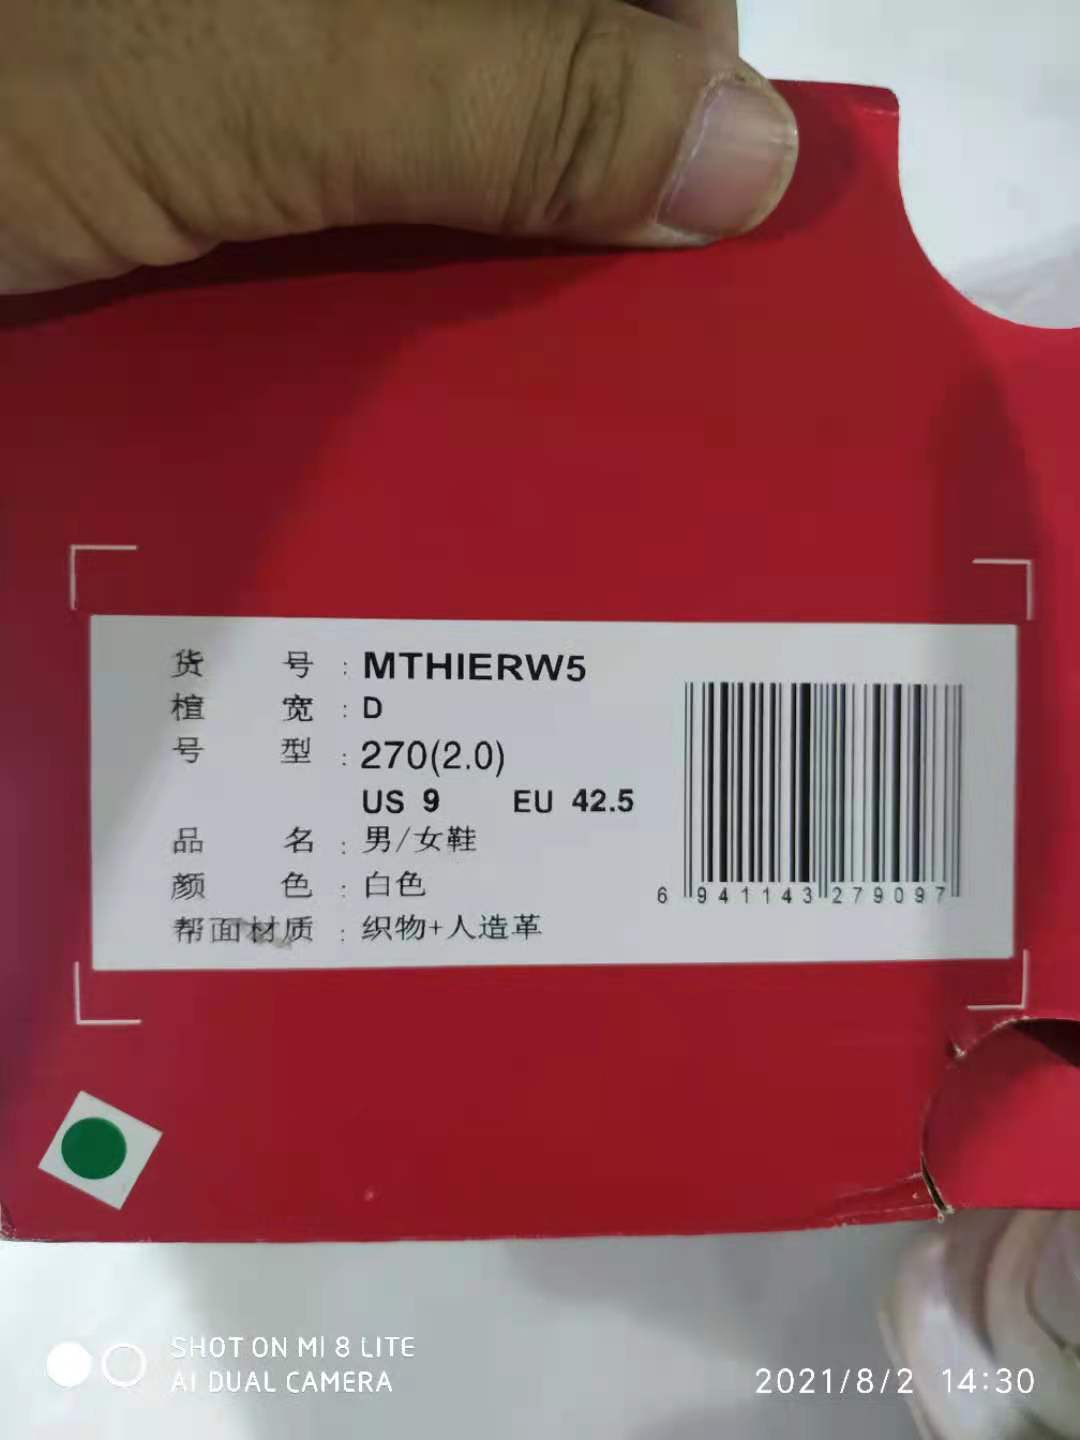 货 号：MTHIERW5
楦 宽：D
号 型：270(2.0)
US 9 EU 42.5
品 名：男/女鞋
颜 色：白色
帮面材质：织物+人造革
6 941143 279097
SHOT ON MI 8 LITE
AI DUAL CAMERA
2021/8/2 14:30